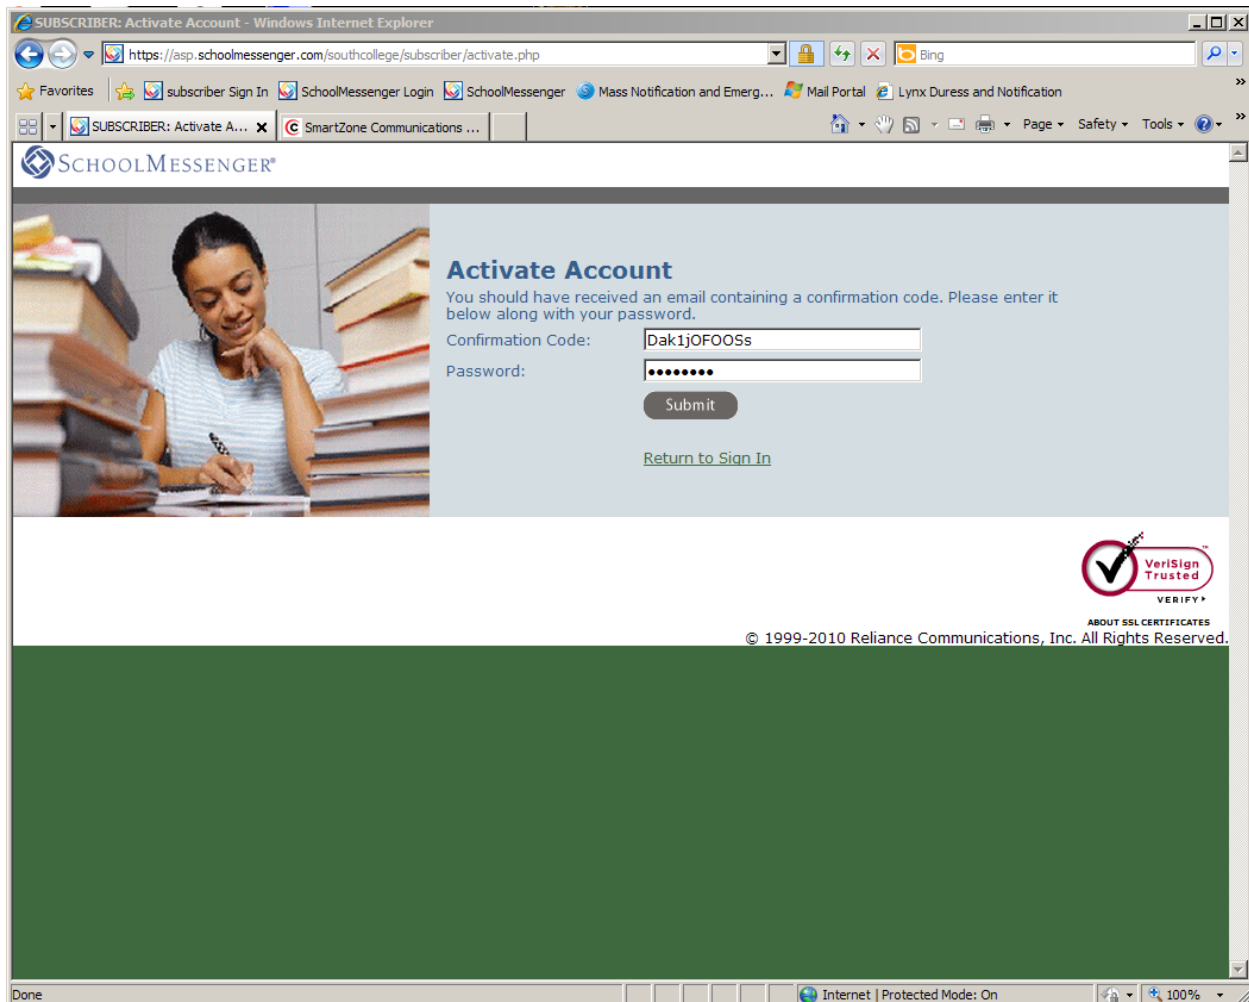 SUBSCRIBER: Activate Account - Windows Internet Explorer
https://asp.schoolmessenger.com/southcollege/subscriber/activate.php
Bing
Favorites subscriber Sign In SchoolMessenger Login SchoolMessenger Mass Notification and Emerg... Mail Portal Lynx Duress and Notification »
SUBSCRIBER: Activate A... SmartZone Communications ... Page Safety Tools »
SCHOOLMESSENGER®
Activate Account
You should have received an email containing a confirmation code. Please enter it
below along with your password.
Confirmation Code: Dak1jOFOOSs
Password: ••••••••
Submit
Return to Sign In
VeriSign™
Trusted
VERIFY
ABOUT SSL CERTIFICATES
© 1999-2010 Reliance Communications, Inc. All Rights Reserved.
Done Internet | Protected Mode: On 100%